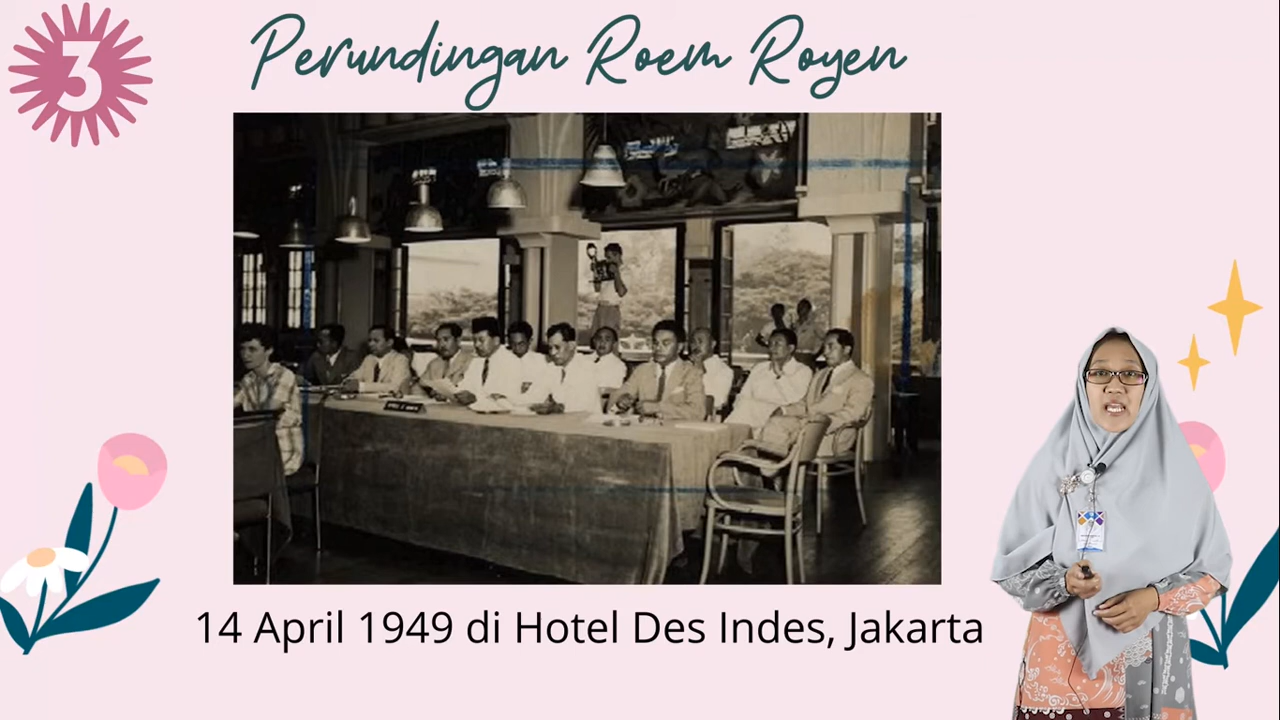 3
Perundingan Roem Royen
14 April 1949 di Hotel Des Indes, Jakarta